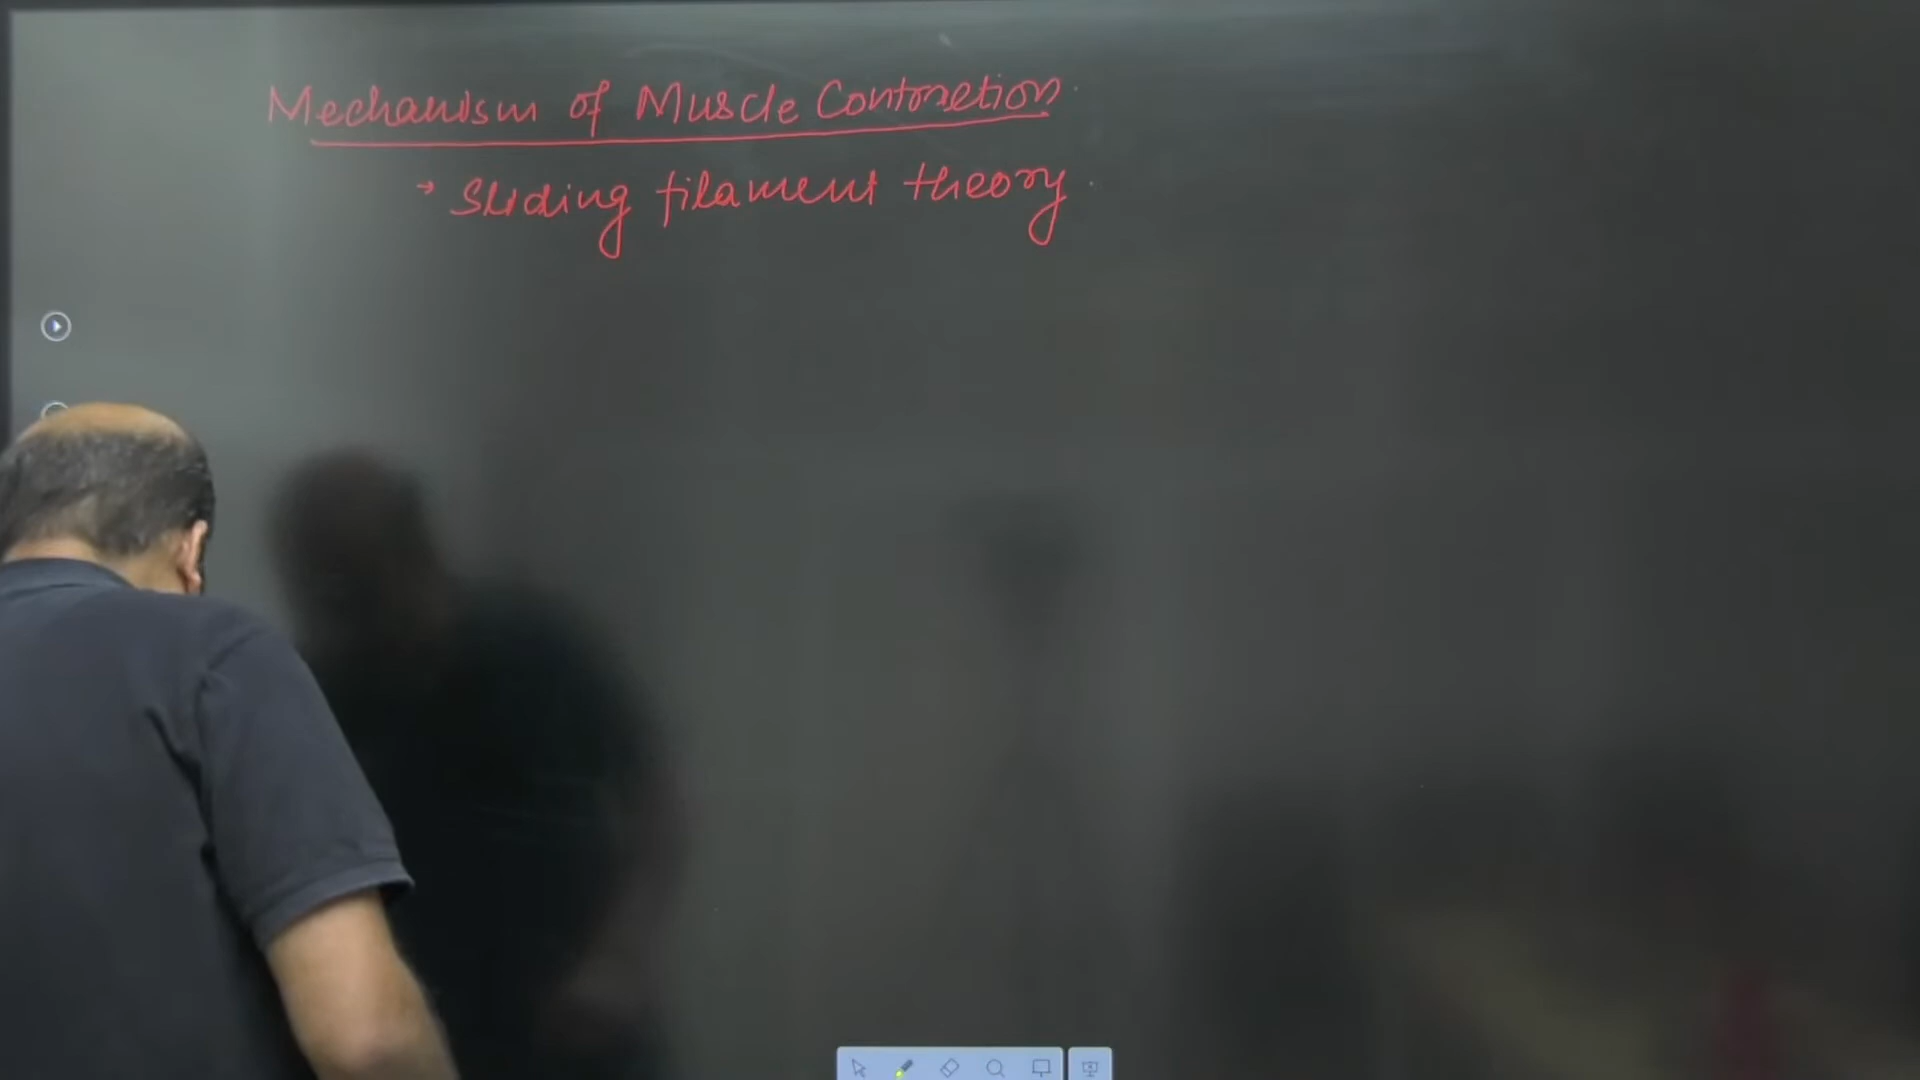 Mechanism of Muscle Contraction
→ Sliding filament theory